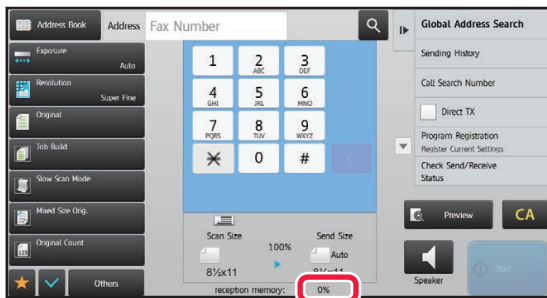 Address Book
Address
Fax Number
Global Address Search
Exposure
Auto
Sending History
Resolution
Super Fine
Call Search Number
Original
Direct TX
Job Build
Program Registration
Register Current Settings
Slow Scan Mode
Check Send/Receive
Status
Mixed Size Orig.
Original Count
Others
1
2
ABC
3
DEF
4
GHI
5
JKL
6
MNO
7
PQRS
8
TUV
9
WXYZ
0
#
C
Scan Size
Send Size
100%
Auto
8½x11
8½x11
reception memory:
0%
Preview
CA
Speaker
Start